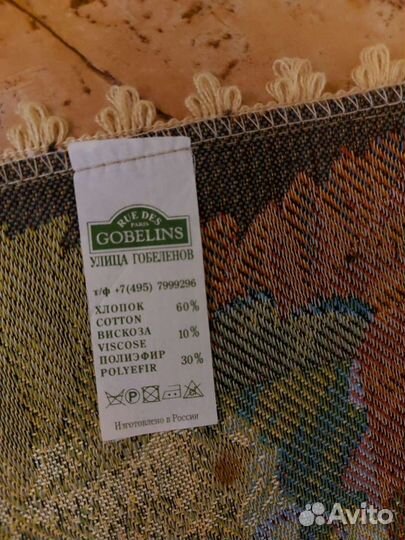 RUE DES
PARIS
GOBELINS
УЛИЦА ГОБЕЛЕНОВ
т/ф +7(495) 7999296
ХЛОПОК 60%
COTTON
ВИСКОЗА 10%
VISCOSE
ПОЛИЭФИР 30%
POLYEFIR
P
Изготовлено в России
Avito